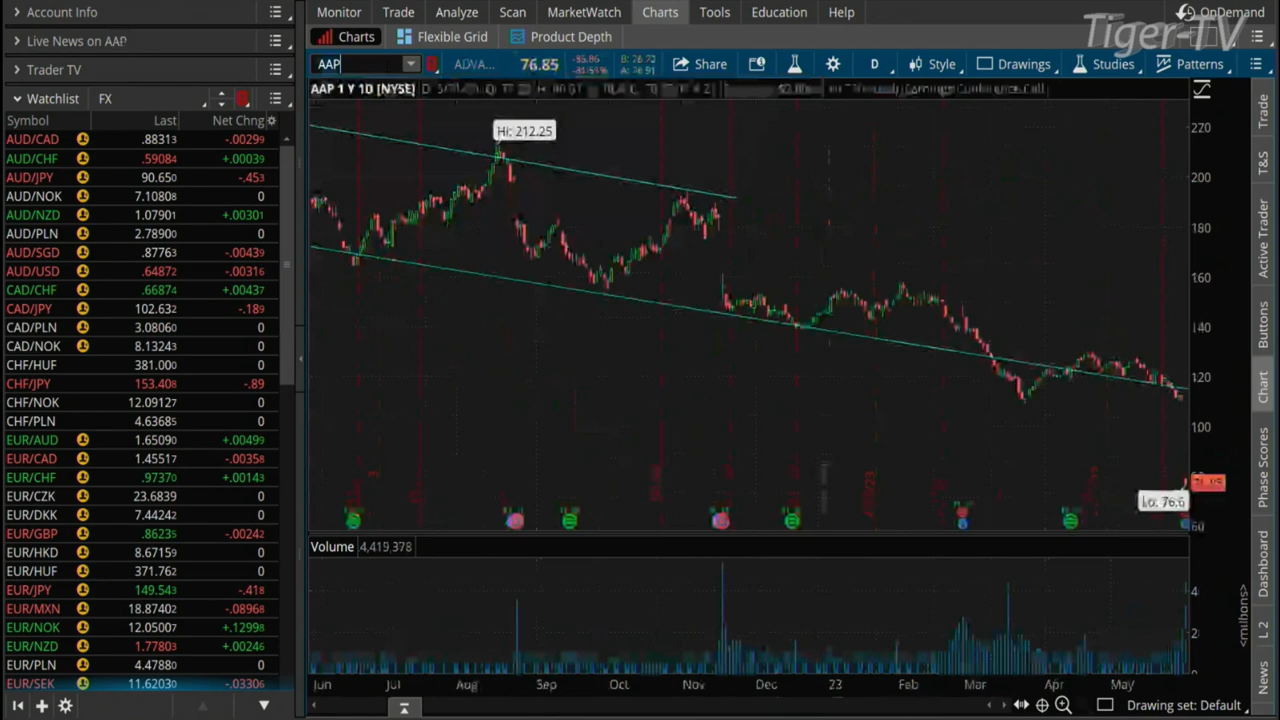 Account Info
Live News on AAP
Trader TV
Watchlist FX
Symbol Last Net Chng
AUD/CAD .88313 -.00299
AUD/CHF .59084 +.00039
AUD/JPY 90.650 -.453
AUD/NOK 7.10808 0
AUD/NZD 1.07901 +.00301
AUD/PLN 2.78900 0
AUD/SGD .87763 -.00439
AUD/USD .64872 -.00316
CAD/CHF .66874 +.00437
CAD/JPY 102.632 -.189
CAD/PLN 3.08060 0
CAD/NOK 8.13243 0
CHF/HUF 381.000 0
CHF/JPY 153.408 -.89
CHF/NOK 12.09127 0
CHF/PLN 4.63685 0
EUR/AUD 1.65090 +.00499
EUR/CAD 1.45517 -.00358
EUR/CHF .97370 +.00143
EUR/CZK 23.6839 0
EUR/DKK 7.44242 0
EUR/GBP .86235 -.00242
EUR/HKD 8.67159 0
EUR/HUF 371.762 0
EUR/JPY 149.543 -.418
EUR/MXN 18.87402 -.08968
EUR/NOK 12.05007 +.12998
EUR/NZD 1.77803 +.00246
EUR/PLN 4.47880 0
EUR/SEK 11.62030 -.03306
Monitor Trade Analyze Scan MarketWatch Charts Tools Education Help OnDemand
Tiger-TV
Charts Flexible Grid Product Depth
AAP ADVA... 76.85 Share D Style Drawings Studies Patterns
AAP 1 Y 1D [NYSE]
Hi: 212.25
270
200
180
160
140
120
100
60
Lo: 76.6
Volume 4,419,378
4
2
0
<millions>
Jun Jul Aug Sep Oct Nov Dec 23 Feb Mar Apr May
Drawing set: Default
Trade
T&S
Active Trader
Buttons
Chart
Phase Scores
Dashboard
L 2
News